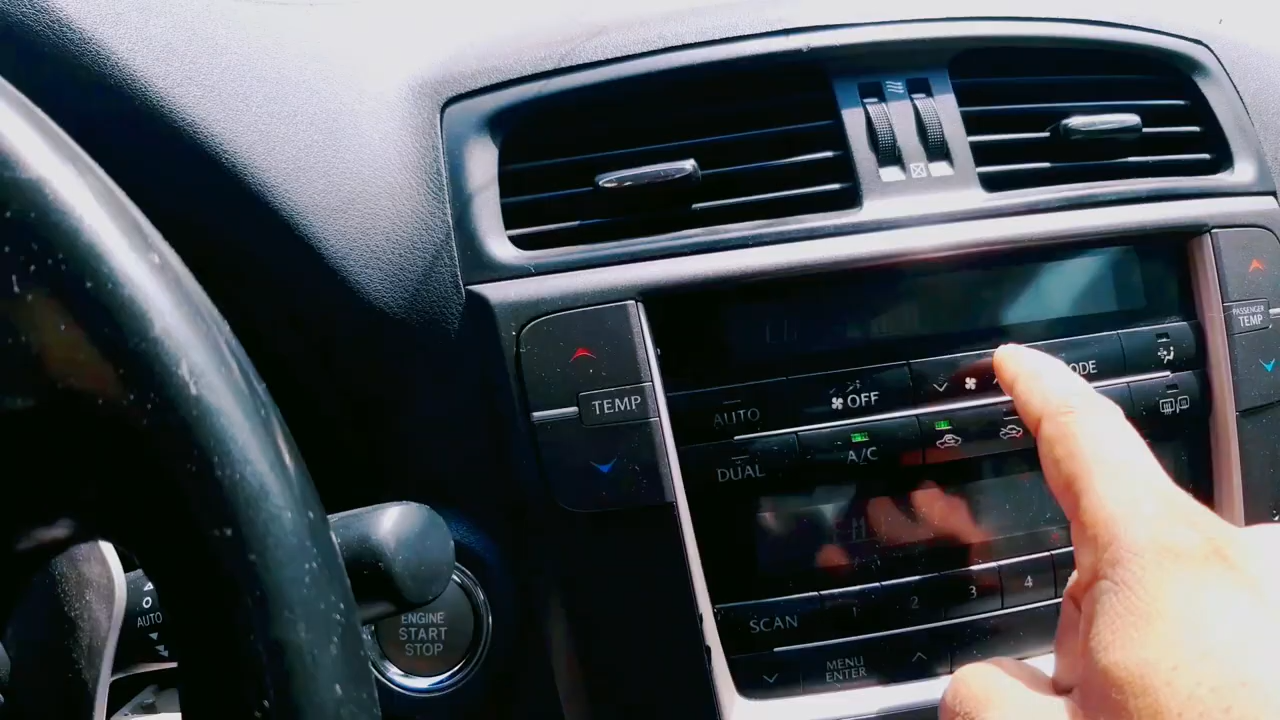 PASSENGER
TEMP
TEMP
AUTO
OFF
ODE
DUAL
A/C
SCAN
1
2
3
4
MENU
ENTER
ENGINE
START
STOP
O
AUTO